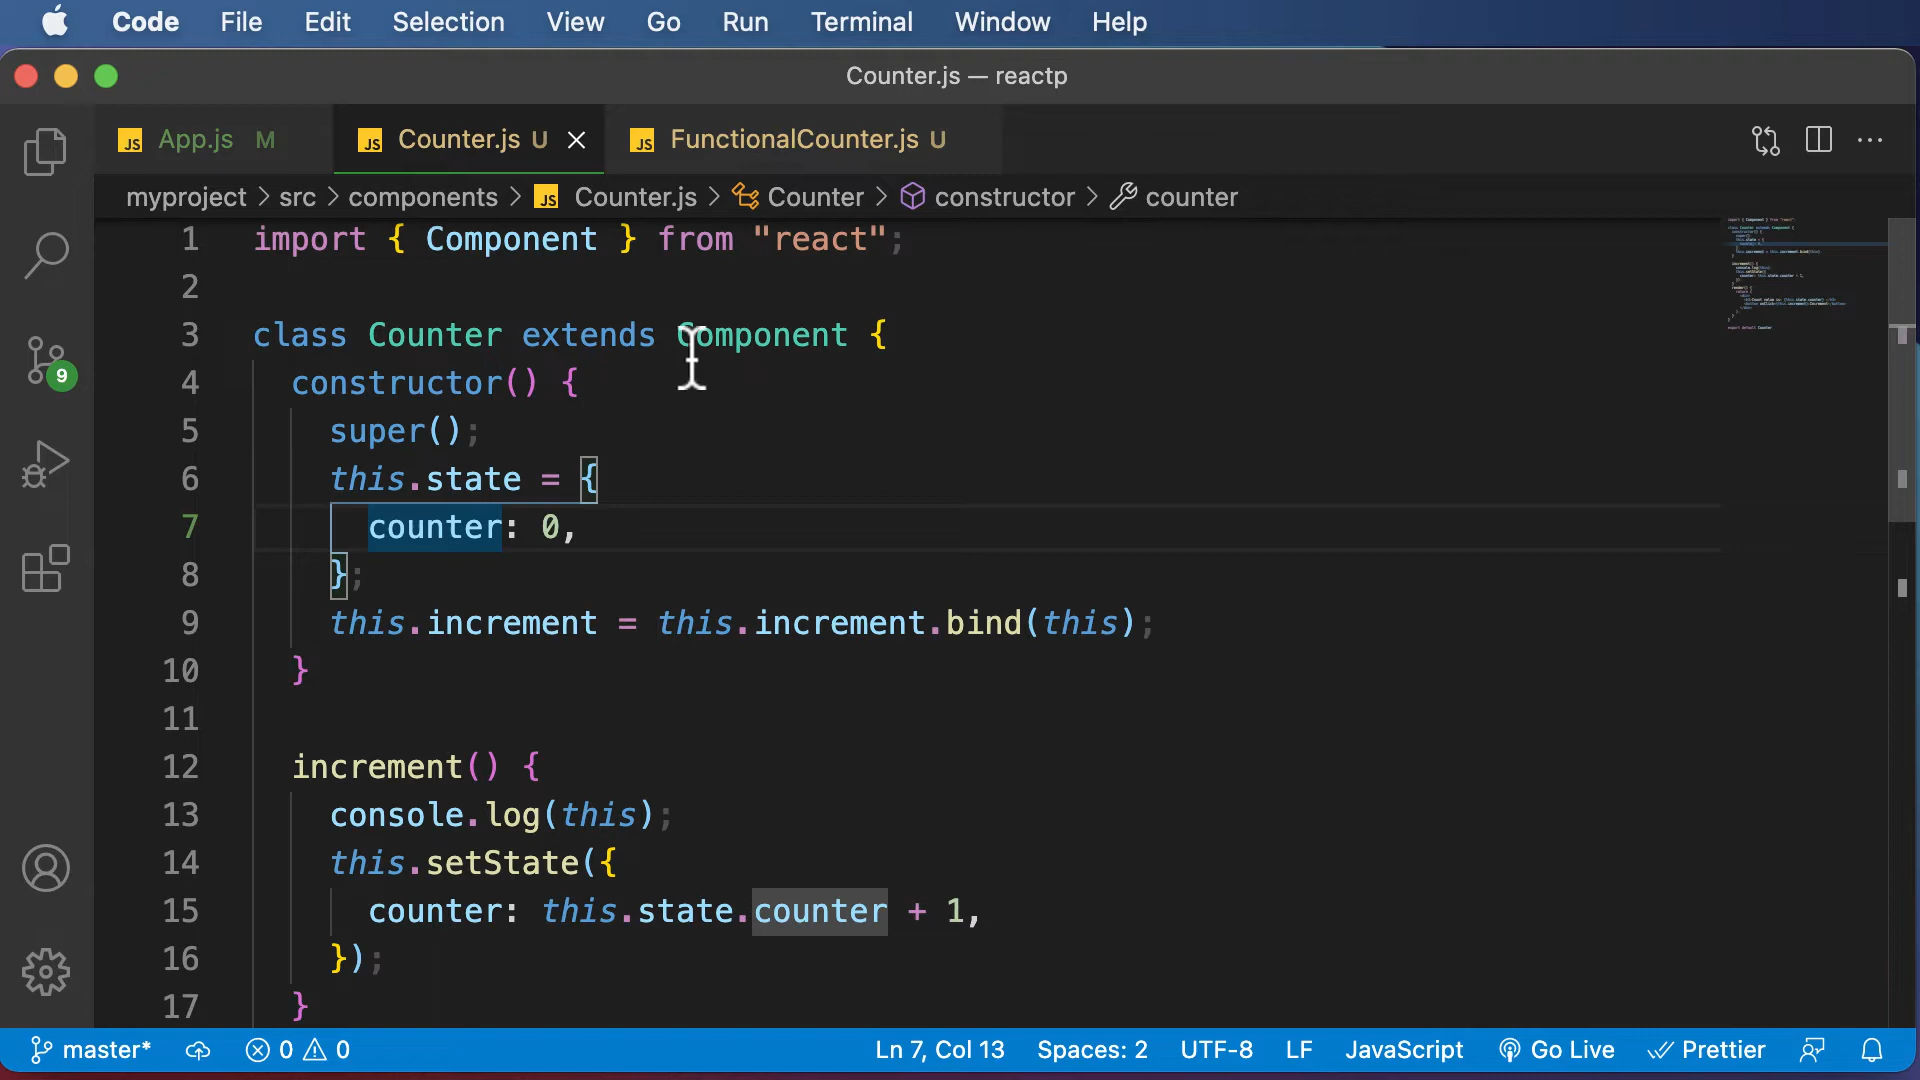 Code File Edit Selection View Go Run Terminal Window Help
Counter.js — reactp
JS App.js M JS Counter.js U JS FunctionalCounter.js U
myproject > src > components > JS Counter.js > Counter > constructor > counter
1 import { Component } from "react";
2
3 class Counter extends Component {
4 constructor() {
5 super();
6 this.state = {
7 counter: 0,
8 };
9 this.increment = this.increment.bind(this);
10 }
11
12 increment() {
13 console.log(this);
14 this.setState({
15 counter: this.state.counter + 1,
16 });
17 }
9
master* 0 0 Ln 7, Col 13 Spaces: 2 UTF-8 LF JavaScript Go Live Prettier